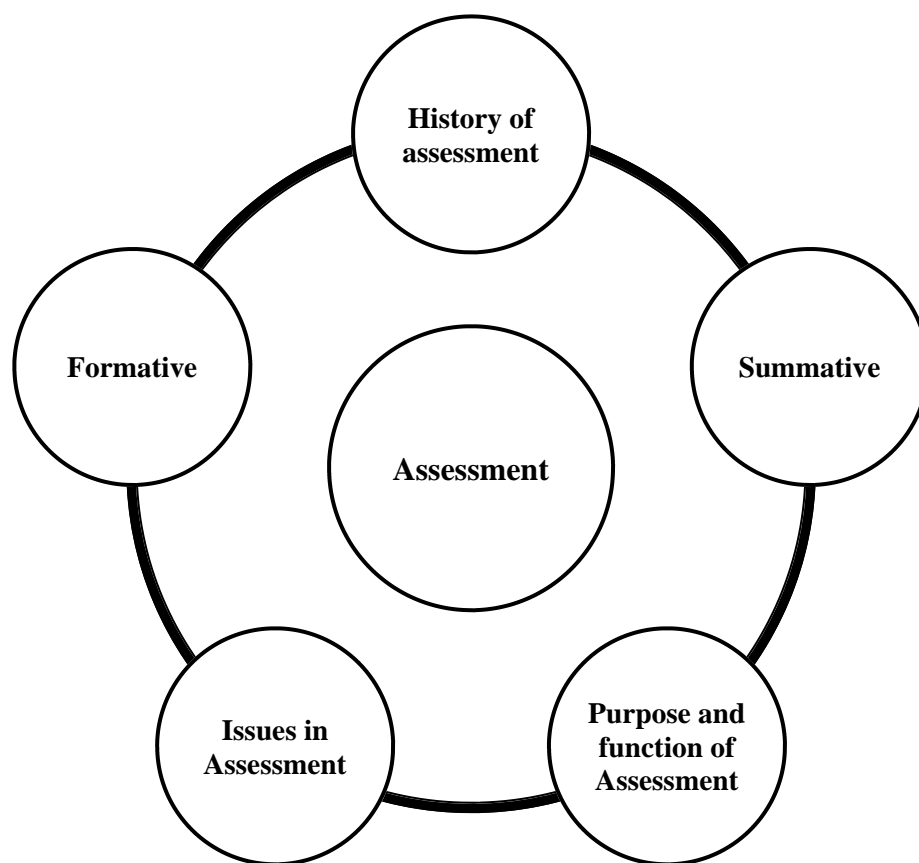 History of
assessment
Formative
Summative
Assessment
Issues in
Assessment
Purpose and
function of
Assessment